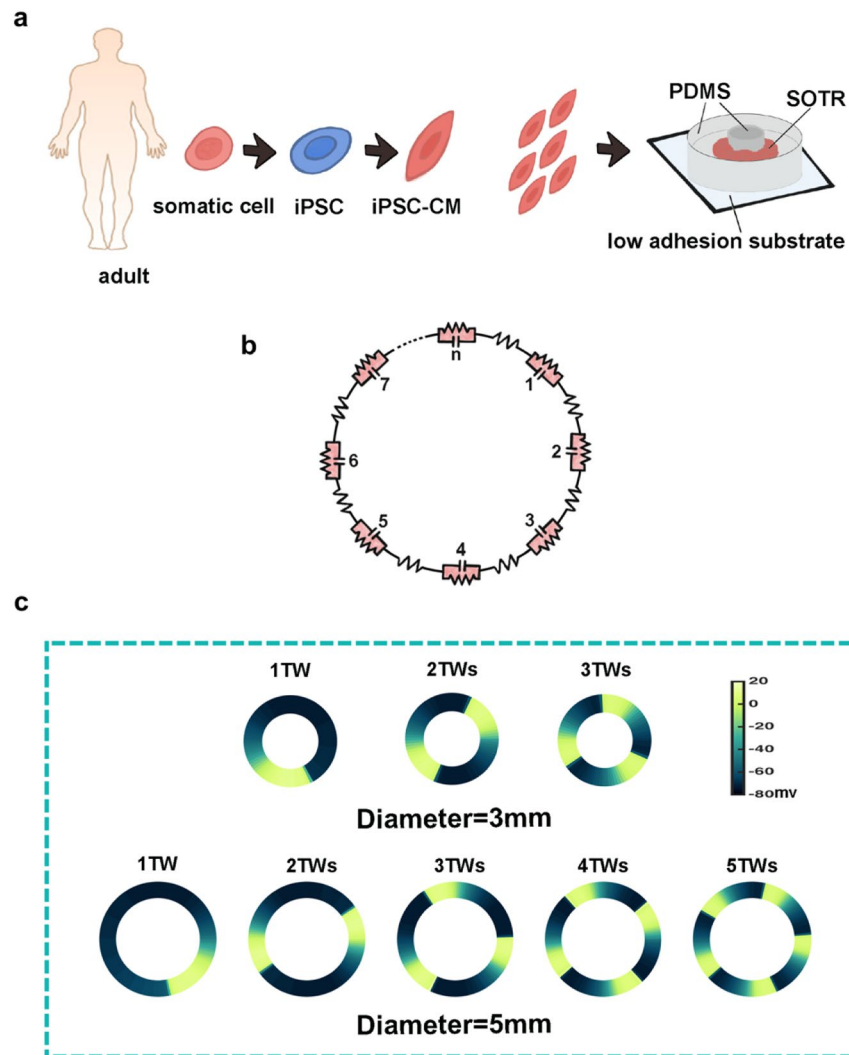 a
PDMS
SOTR
somatic cell
iPSC
iPSC-CM
low adhesion substrate
adult
b
n
1
2
3
4
5
6
7
c
1TW
2TWs
3TWs
20
0
-20
-40
-60
-80mv
Diameter=3mm
1TW
2TWs
3TWs
4TWs
5TWs
Diameter=5mm